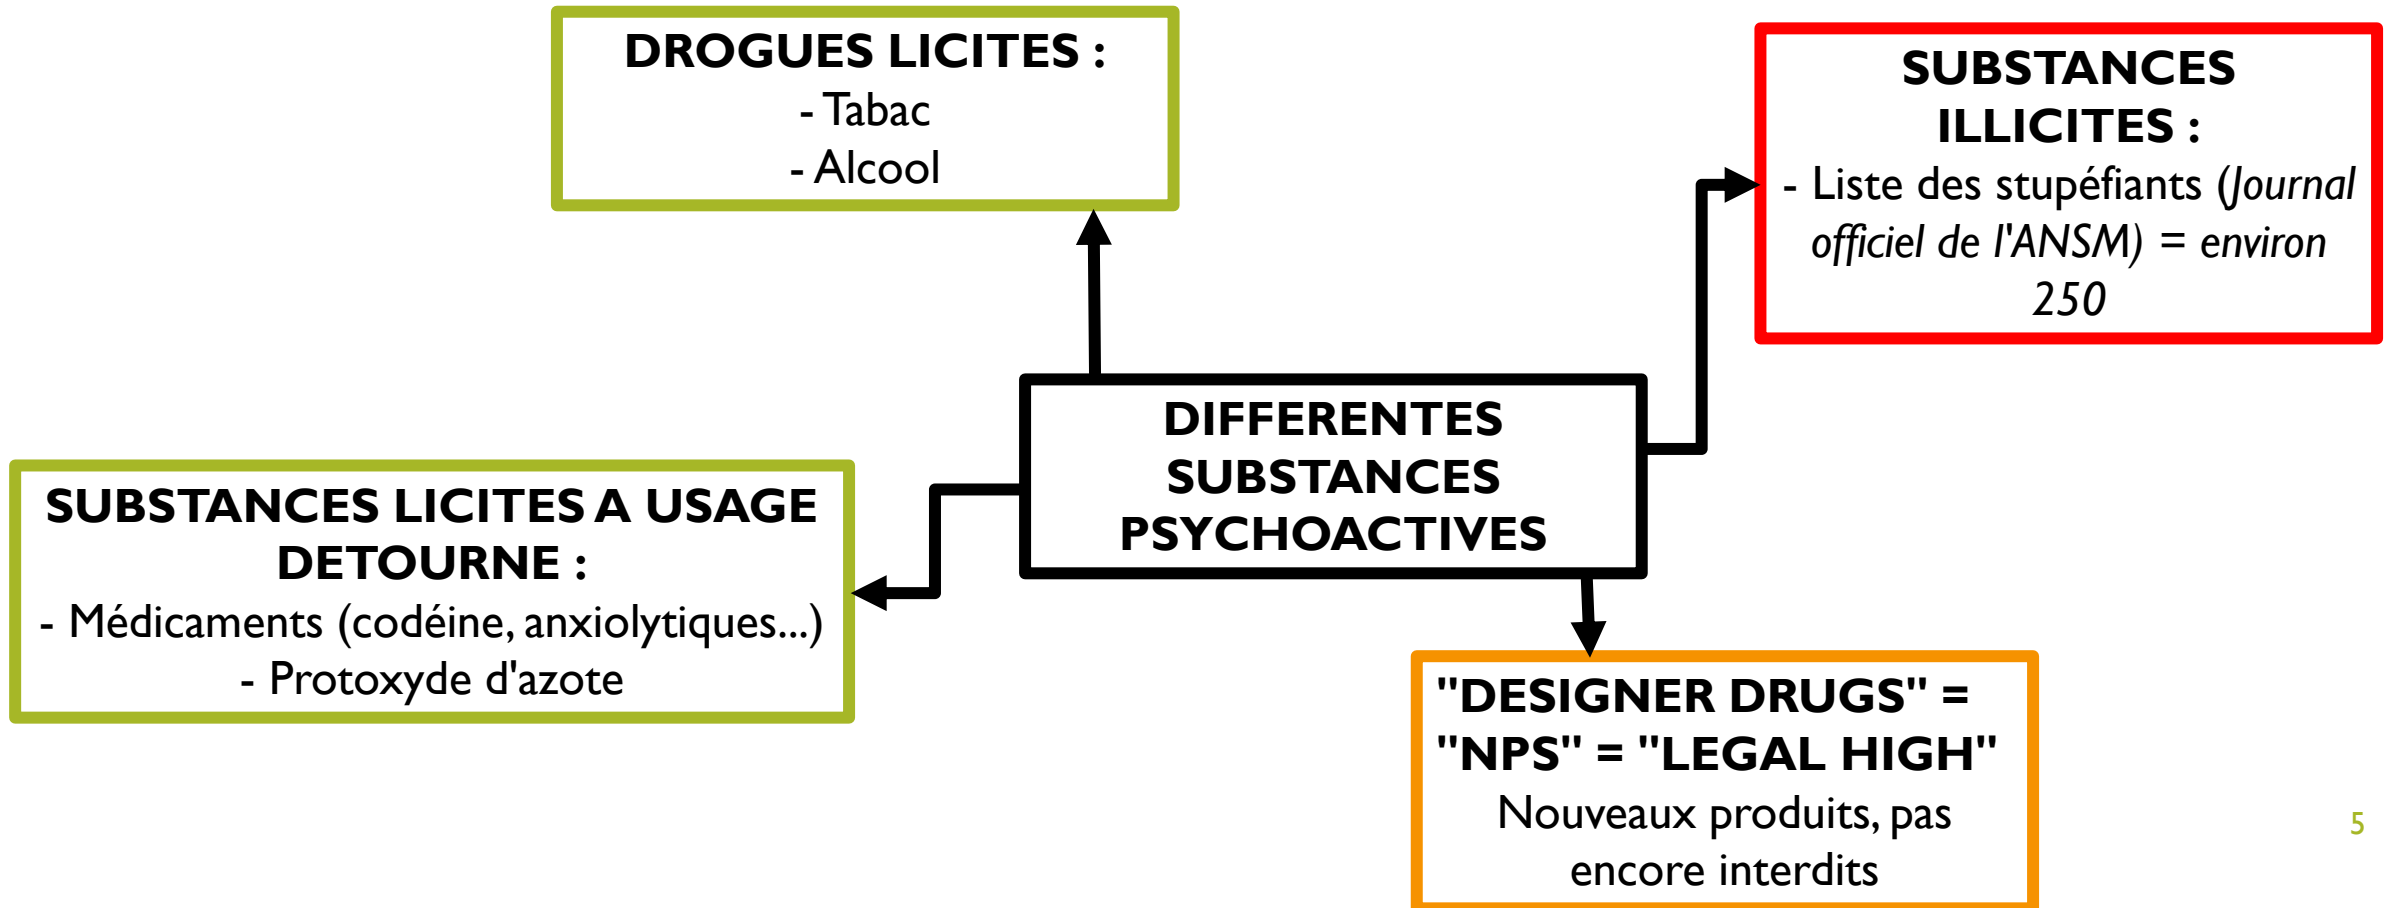 DROGUES LICITES :
- Tabac
- Alcool
SUBSTANCES
ILLICITES :
- Liste des stupéfiants (Journal
officiel de l'ANSM) = environ
250
DIFFERENTES
SUBSTANCES
PSYCHOACTIVES
SUBSTANCES LICITES A USAGE
DETOURNE :
- Médicaments (codéine, anxiolytiques...)
- Protoxyde d'azote
"DESIGNER DRUGS" =
"NPS" = "LEGAL HIGH"
Nouveaux produits, pas
encore interdits
5